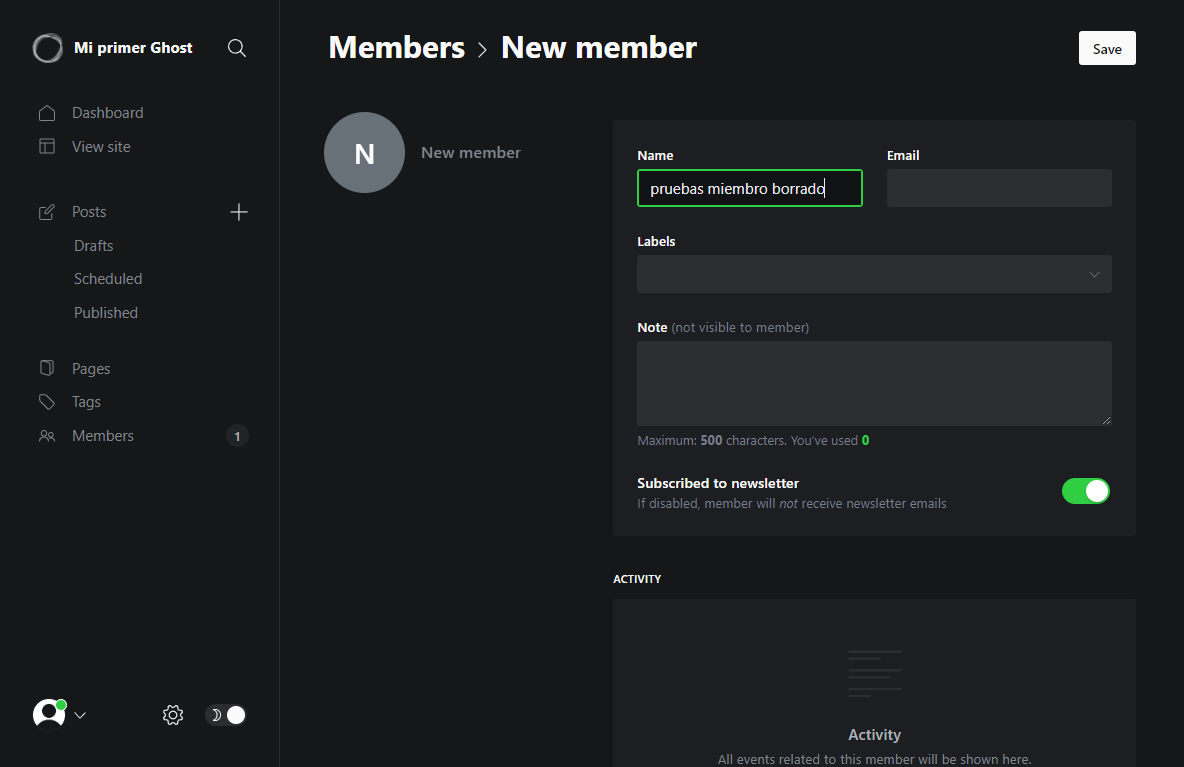 Mi primer Ghost
Dashboard
View site
Posts
Drafts
Scheduled
Published
Pages
Tags
Members 1
Members > New member
Save
N New member
Name
pruebas miembro borrado
Email
Labels
Note (not visible to member)
Maximum: 500 characters. You've used 0
Subscribed to newsletter
If disabled, member will not receive newsletter emails
ACTIVITY
Activity
All events related to this member will be shown here.